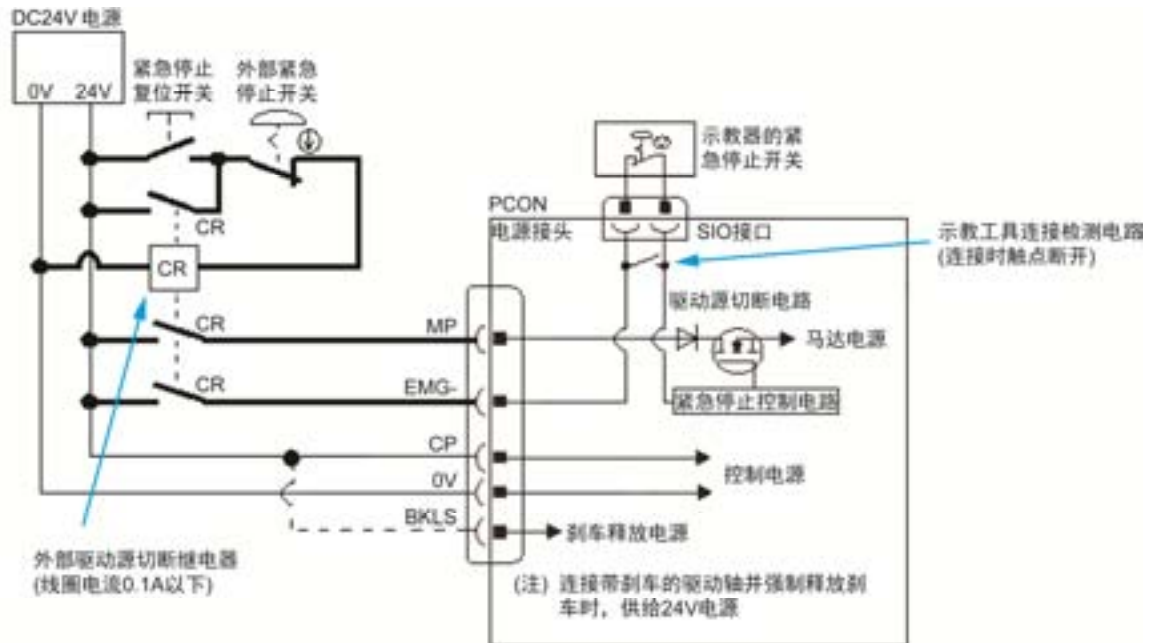 DC24V 电源
0V 24V
紧急停止
复位开关
外部紧急
停止开关
示教器的紧
急停止开关
CR
PCON
电源接头
SIO接口
示教工具连接检测电路
(连接时触点断开)
CR
驱动源切断电路
CR
MP
马达电源
CR
EMG-
紧急停止控制电路
CP
控制电源
0V
BKLS
刹车释放电源
外部驱动源切断继电器
(线圈电流0.1A以下)
(注) 连接带刹车的驱动轴并强制释放刹
车时，供给24V电源